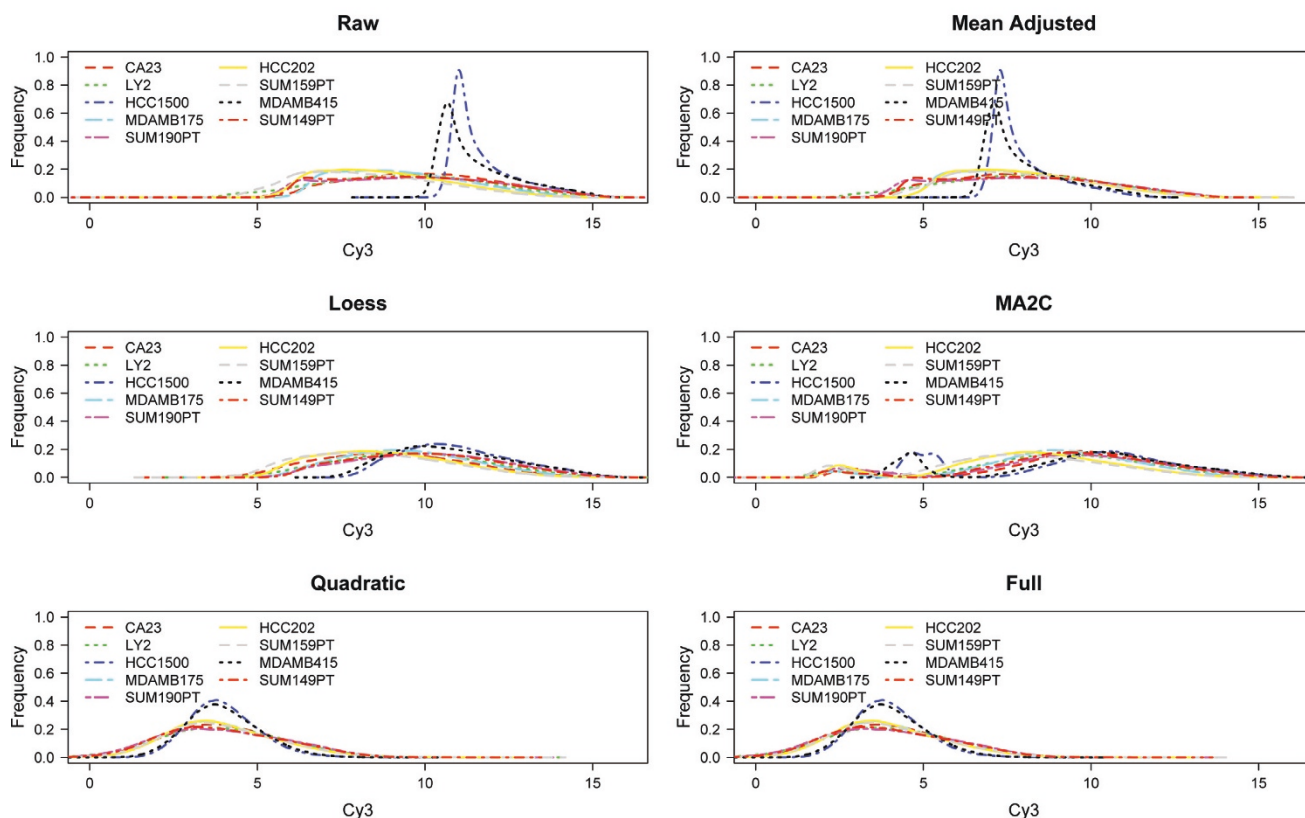 Raw
Frequency
1.0
0.8
0.6
0.4
0.2
0.0
CA23
LY2
HCC1500
MDAMB175
SUM190PT
HCC202
SUM159PT
MDAMB415
SUM149PT
0 5 10 15
Cy3
Mean Adjusted
Frequency
1.0
0.8
0.6
0.4
0.2
0.0
CA23
LY2
HCC1500
MDAMB175
SUM190PT
HCC202
SUM159PT
MDAMB415
SUM149PT
0 5 10 15
Cy3
Loess
Frequency
1.0
0.8
0.6
0.4
0.2
0.0
CA23
LY2
HCC1500
MDAMB175
SUM190PT
HCC202
SUM159PT
MDAMB415
SUM149PT
0 5 10 15
Cy3
MA2C
Frequency
1.0
0.8
0.6
0.4
0.2
0.0
CA23
LY2
HCC1500
MDAMB175
SUM190PT
HCC202
SUM159PT
MDAMB415
SUM149PT
0 5 10 15
Cy3
Quadratic
Frequency
1.0
0.8
0.6
0.4
0.2
0.0
CA23
LY2
HCC1500
MDAMB175
SUM190PT
HCC202
SUM159PT
MDAMB415
SUM149PT
0 5 10 15
Cy3
Full
Frequency
1.0
0.8
0.6
0.4
0.2
0.0
CA23
LY2
HCC1500
MDAMB175
SUM190PT
HCC202
SUM159PT
MDAMB415
SUM149PT
0 5 10 15
Cy3